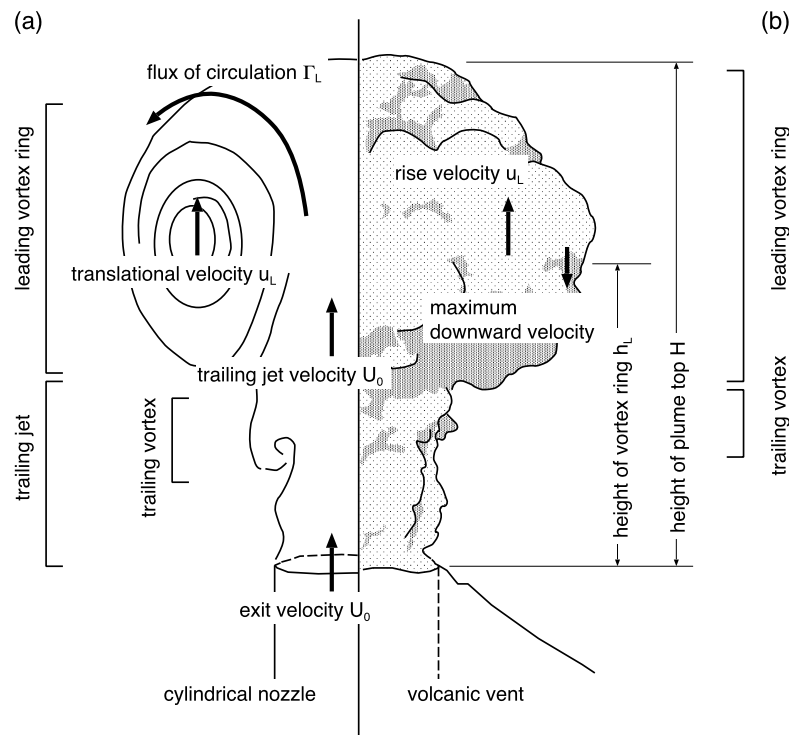 (a)
(b)
flux of circulation ΓL
leading vortex ring
rise velocity uL
leading vortex ring
translational velocity uL
maximum
downward velocity
trailing jet velocity U0
trailing jet
trailing vortex
height of vortex ring hL
height of plume top H
trailing vortex
exit velocity U0
cylindrical nozzle
volcanic vent